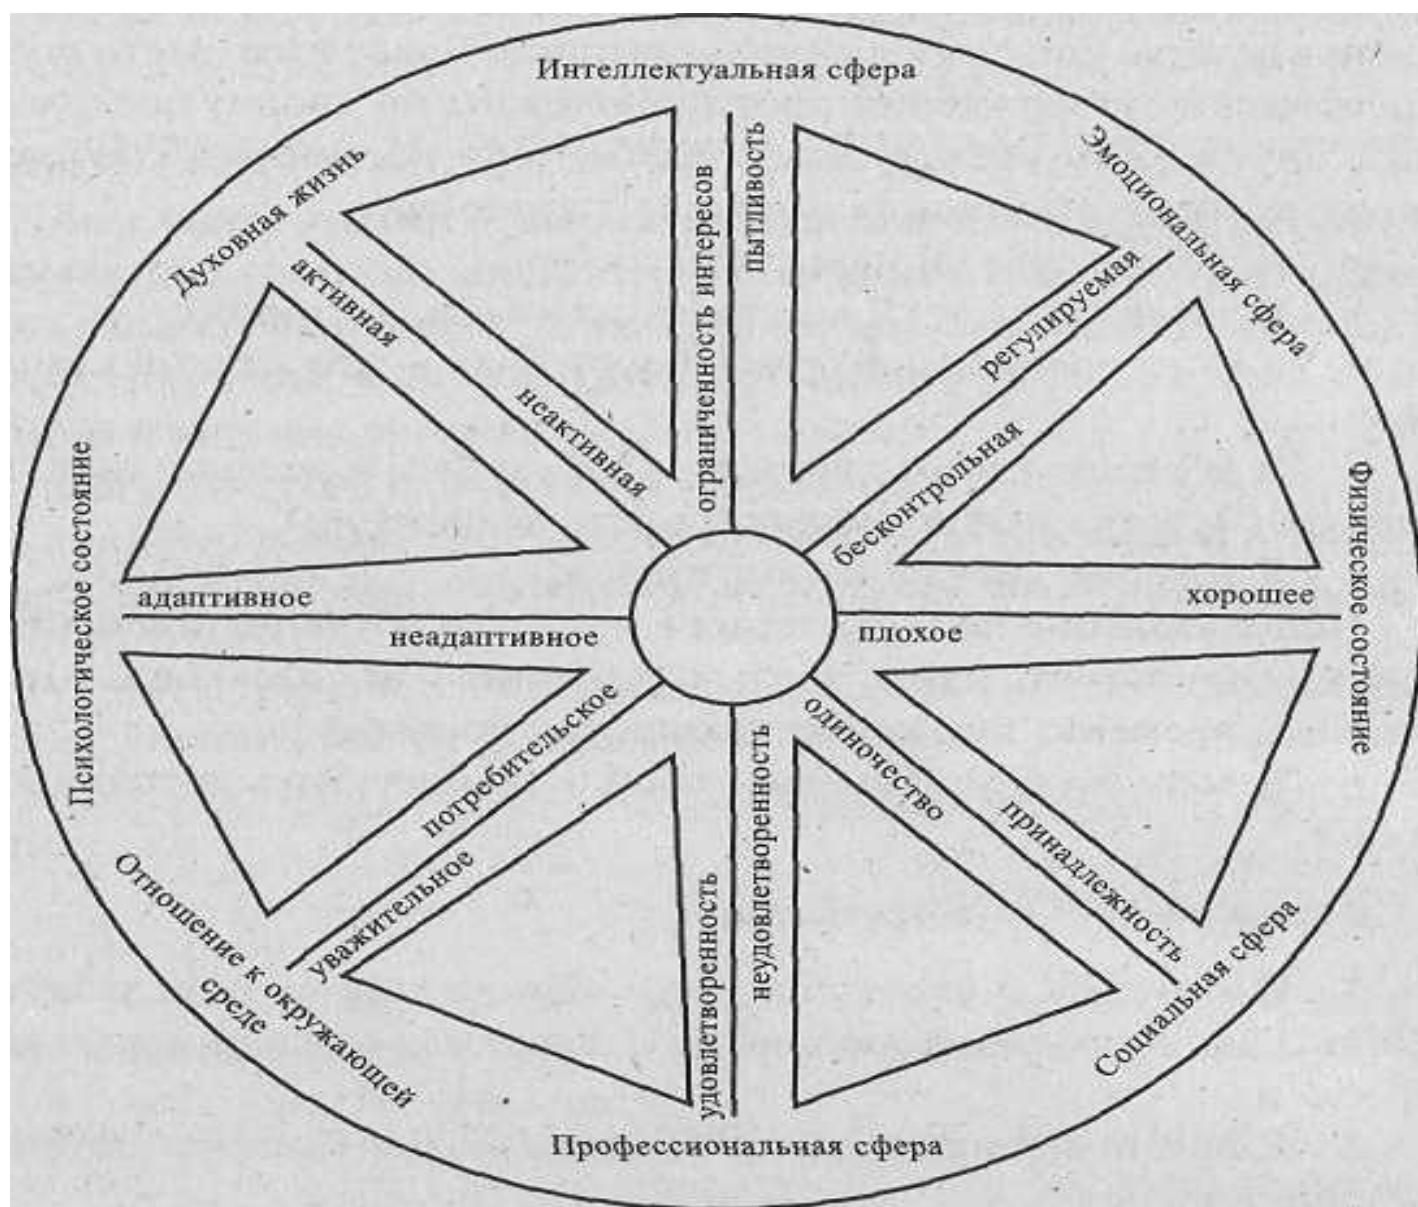 Интеллектуальная сфера
ограниченность интересов
пытливость
Эмоциональная сфера
регулируемая
бесконтрольная
Физическое состояние
хорошее
плохое
Социальная сфера
принадлежность
одиночество
Профессиональная сфера
неудовлетворенность
удовлетворенность
Отношение к окружающей
среде
уважительное
потребительское
Психологическое состояние
адаптивное
неадаптивное
Духовная жизнь
активная
неактивная